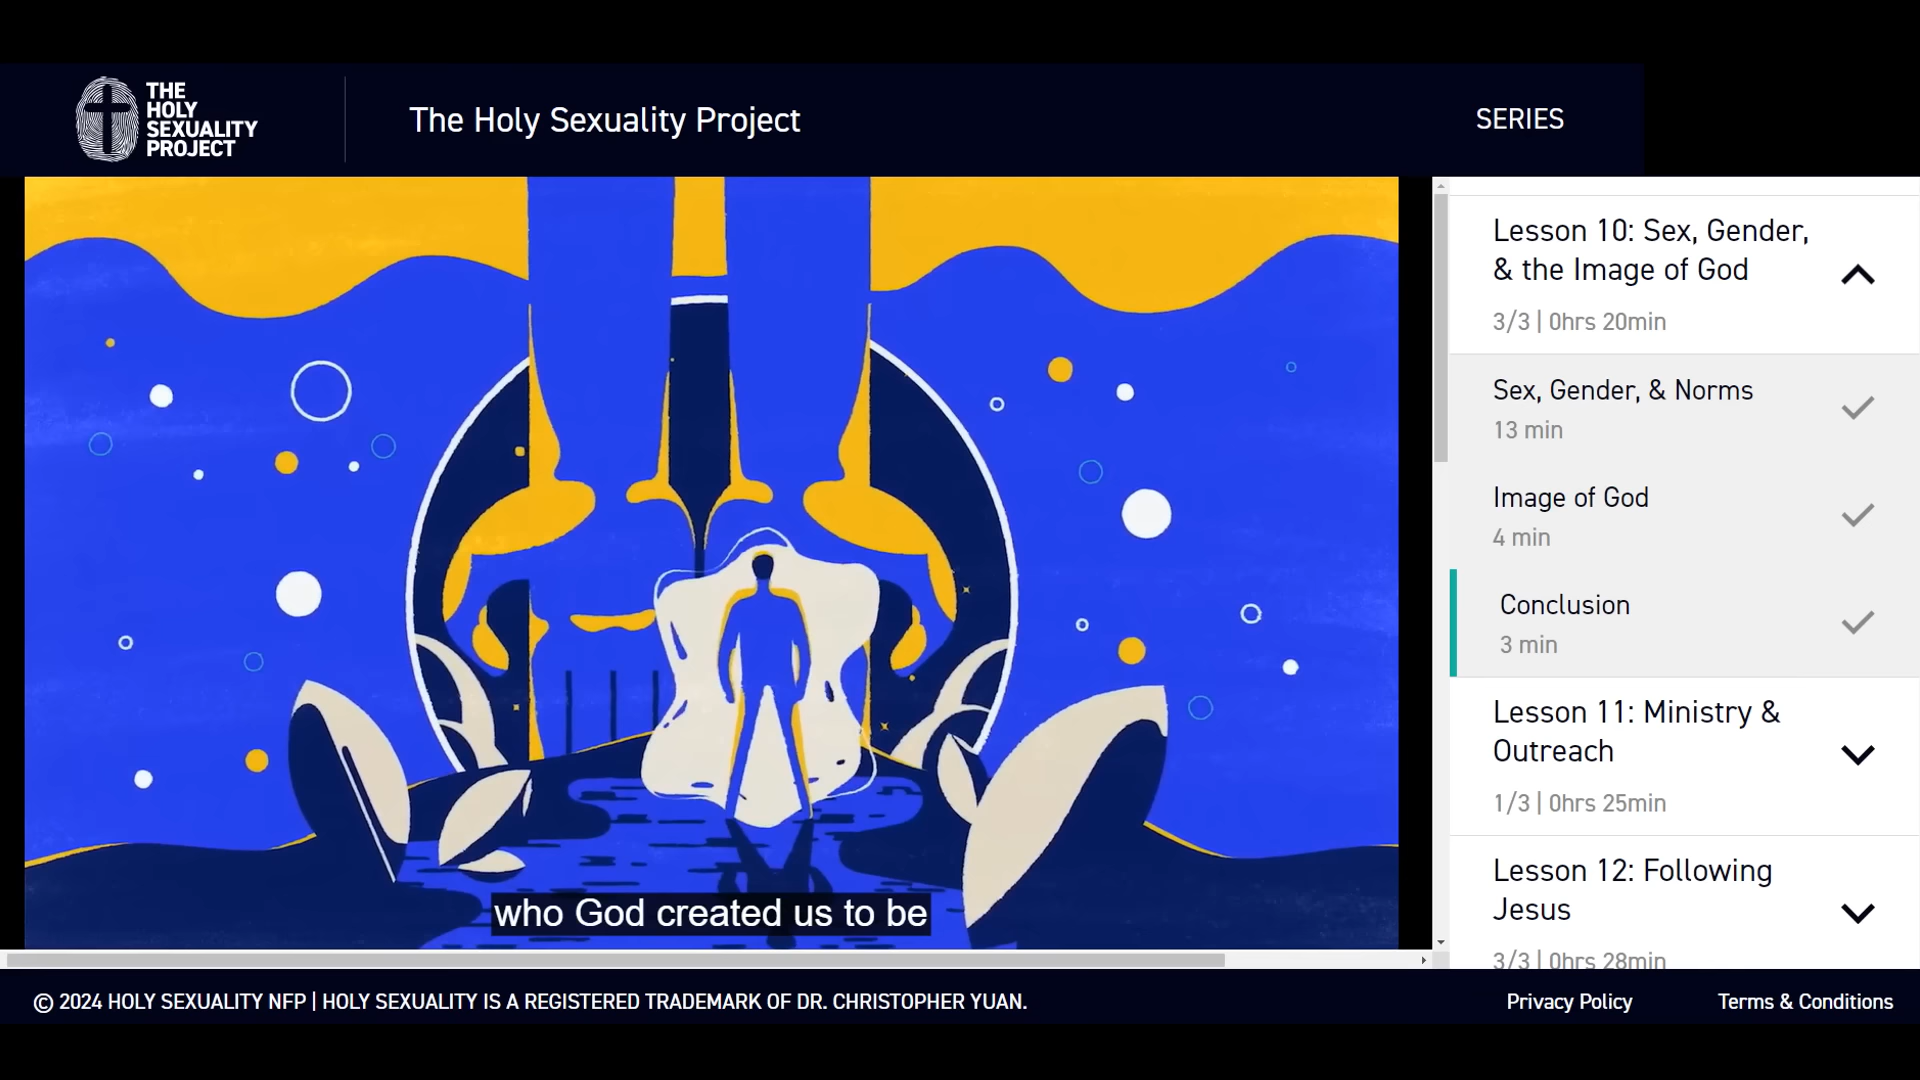 THE
HOLY
SEXUALITY
PROJECT
The Holy Sexuality Project
SERIES
who God created us to be
Lesson 10: Sex, Gender,
& the Image of God
3/3 | 0hrs 20min
Sex, Gender, & Norms
13 min
Image of God
4 min
Conclusion
3 min
Lesson 11: Ministry &
Outreach
1/3 | 0hrs 25min
Lesson 12: Following
Jesus
3/3 | 0hrs 28min
© 2024 HOLY SEXUALITY NFP | HOLY SEXUALITY IS A REGISTERED TRADEMARK OF DR. CHRISTOPHER YUAN.
Privacy Policy
Terms & Conditions